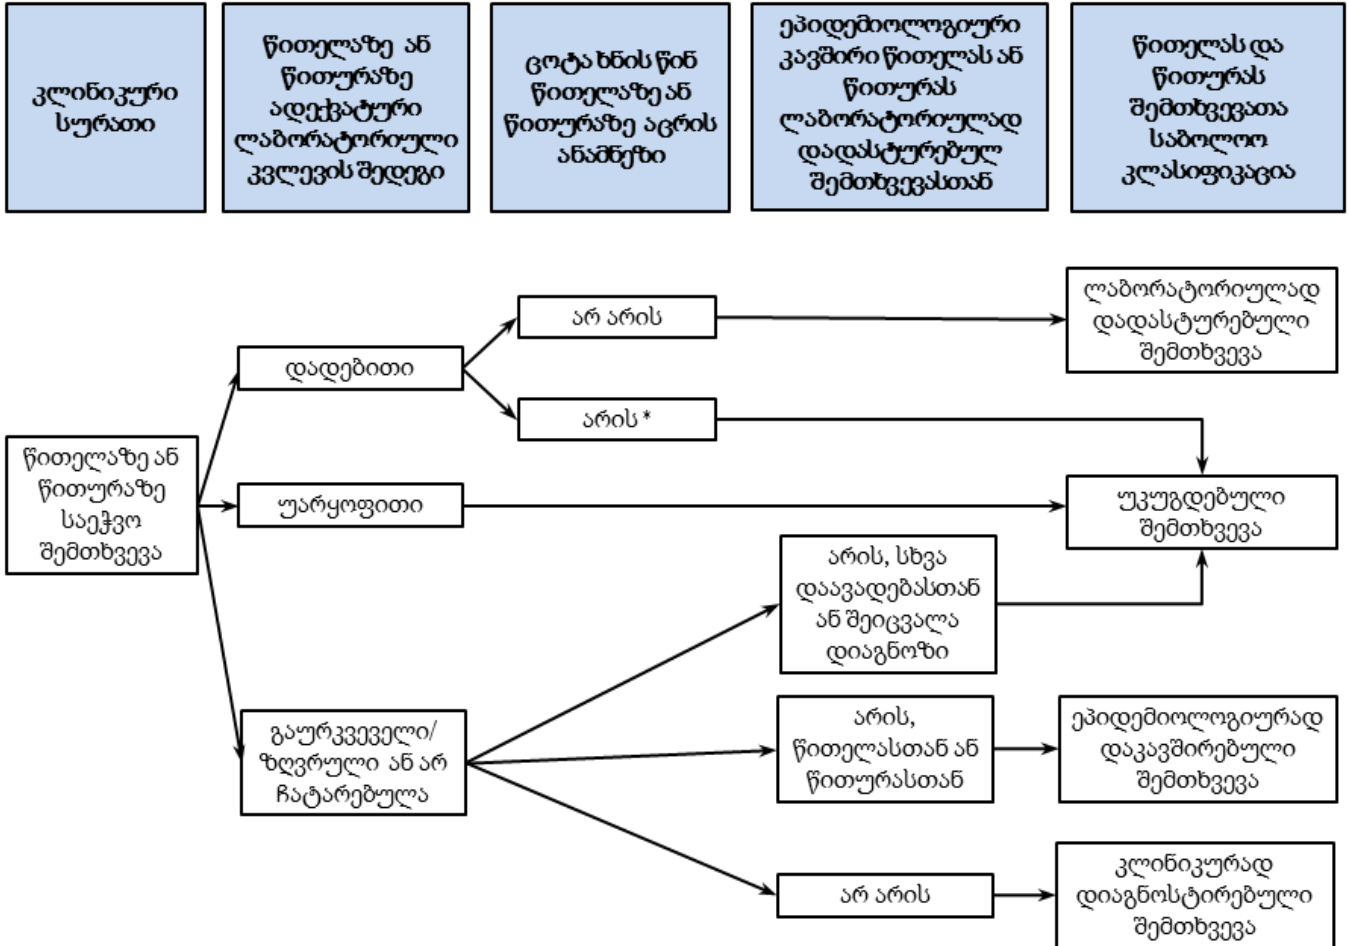 კლინიკური
სურათი
წითელაზე ან
წითურაზე
ადექვატური
ლაბორატორიული
კვლევის შედეგი
ცოტა ხნის წინ
წითელაზე ან
წითურაზე აცრის
ანამნეზი
ეპიდემიოლოგიური
კავშირი წითელას ან
წითურას
ლაბორატორიულად
დადასტურებულ
შემთხვევასთან
წითელას და
წითურას
შემთხვევათა
საბოლოო
კლასიფიკაცია
წითელაზე ან
წითურაზე
საეჭვო
შემთხვევა
დადებითი
არ არის
ლაბორატორიულად
დადასტურებული
შემთხვევა
არის *
უარყოფითი
უკუგდებული
შემთხვევა
გაურკვეველი/
ზღვრული ან არ
ჩატარებულა
არის, სხვა
დაავადებასთან
ან შეიცვალა
დიაგნოზი
არის,
წითელასთან ან
წითურასთან
ეპიდემიოლოგიურად
დაკავშირებული
შემთხვევა
არ არის
კლინიკურად
დიაგნოსტირებული
შემთხვევა